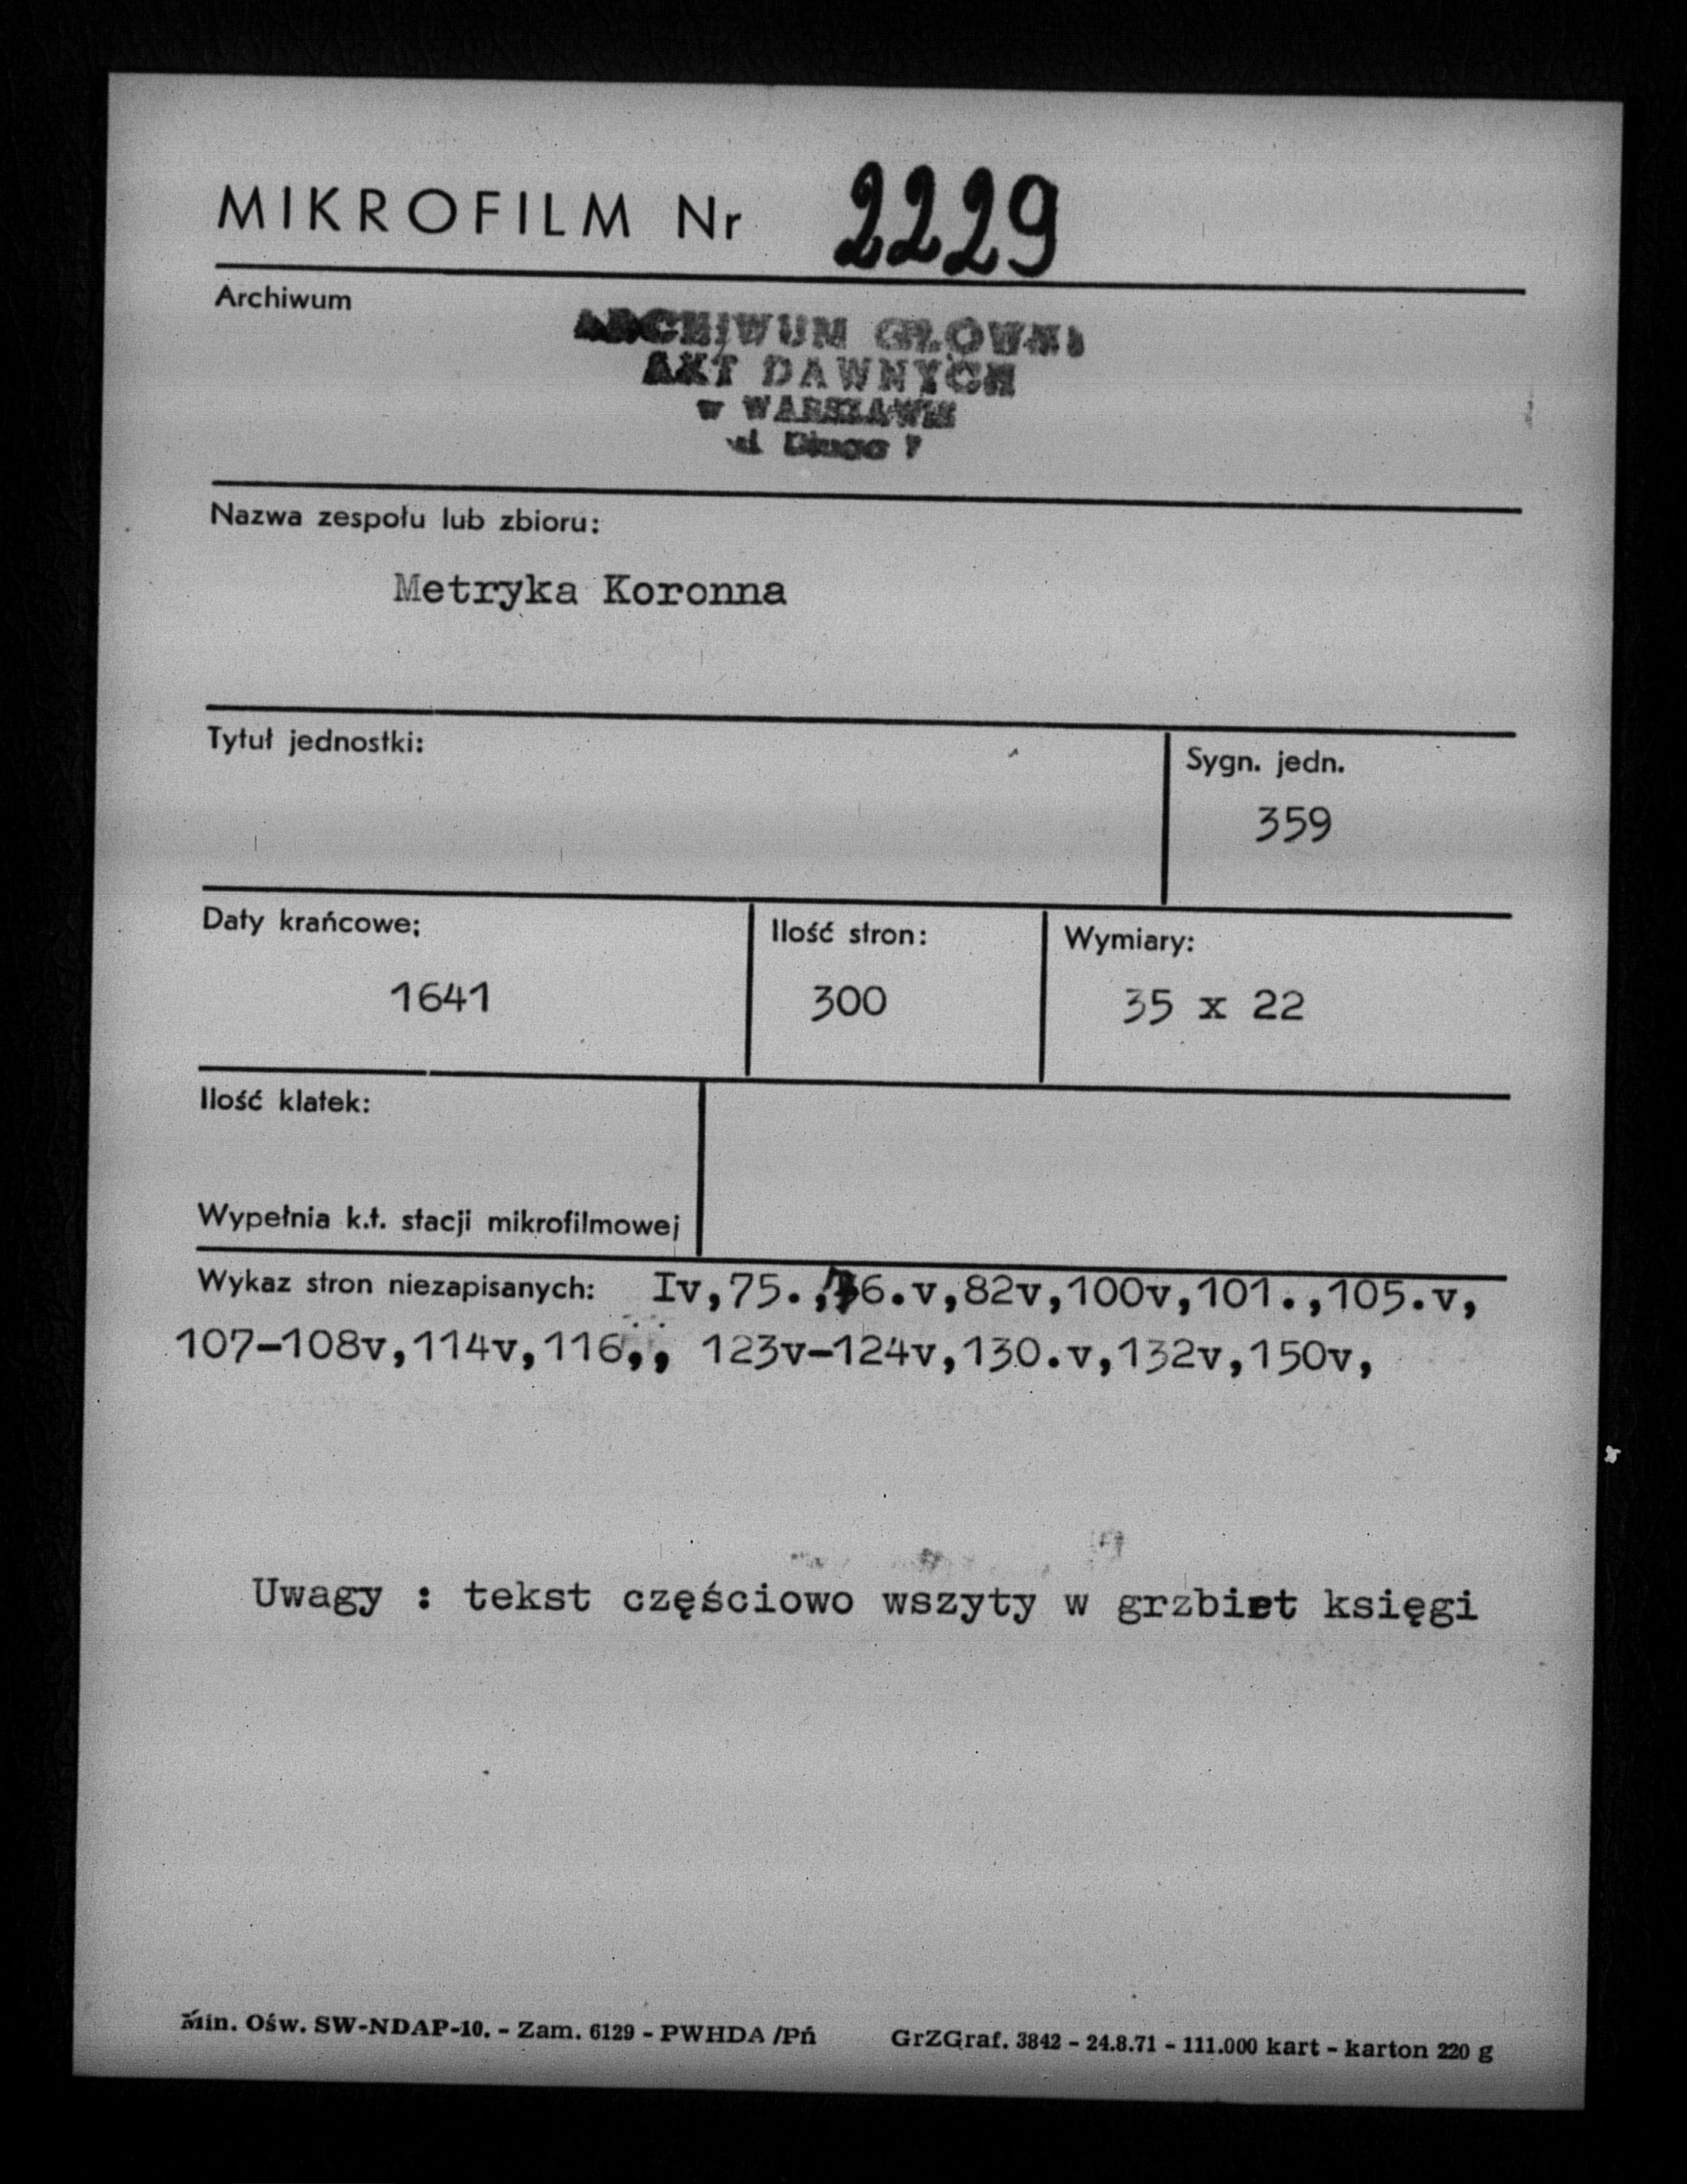 MIKROFILM Nr 2229
Archiwum
ARCHIWUM GŁÓWNE
AKT DAWNYCH
w WARSZAWIE
ul Długa 7
Nazwa zespołu lub zbioru:
Metryka Koronna
Tytuł jednostki:
Sygn. jedn.
359
Daty krańcowe;
Ilość stron:
Wymiary:
1641
300
35 x 22
Ilość klatek:
Wypełnia k.t. stacji mikrofilmowej
Wykaz stron niezapisanych: Iv,75.,76.v,82v,100v,101.,105.v,
107-108v,114v,116,, 123v-124v,130.v,132v,150v,
Uwagy : tekst częściowo wszyty w grzbiet księgi
Min. Ośw. SW-NDAP-10. - Zam. 6129 - PWHDA /Pń GrZGraf. 3842 - 24.8.71 - 111.000 kart - karton 220 g